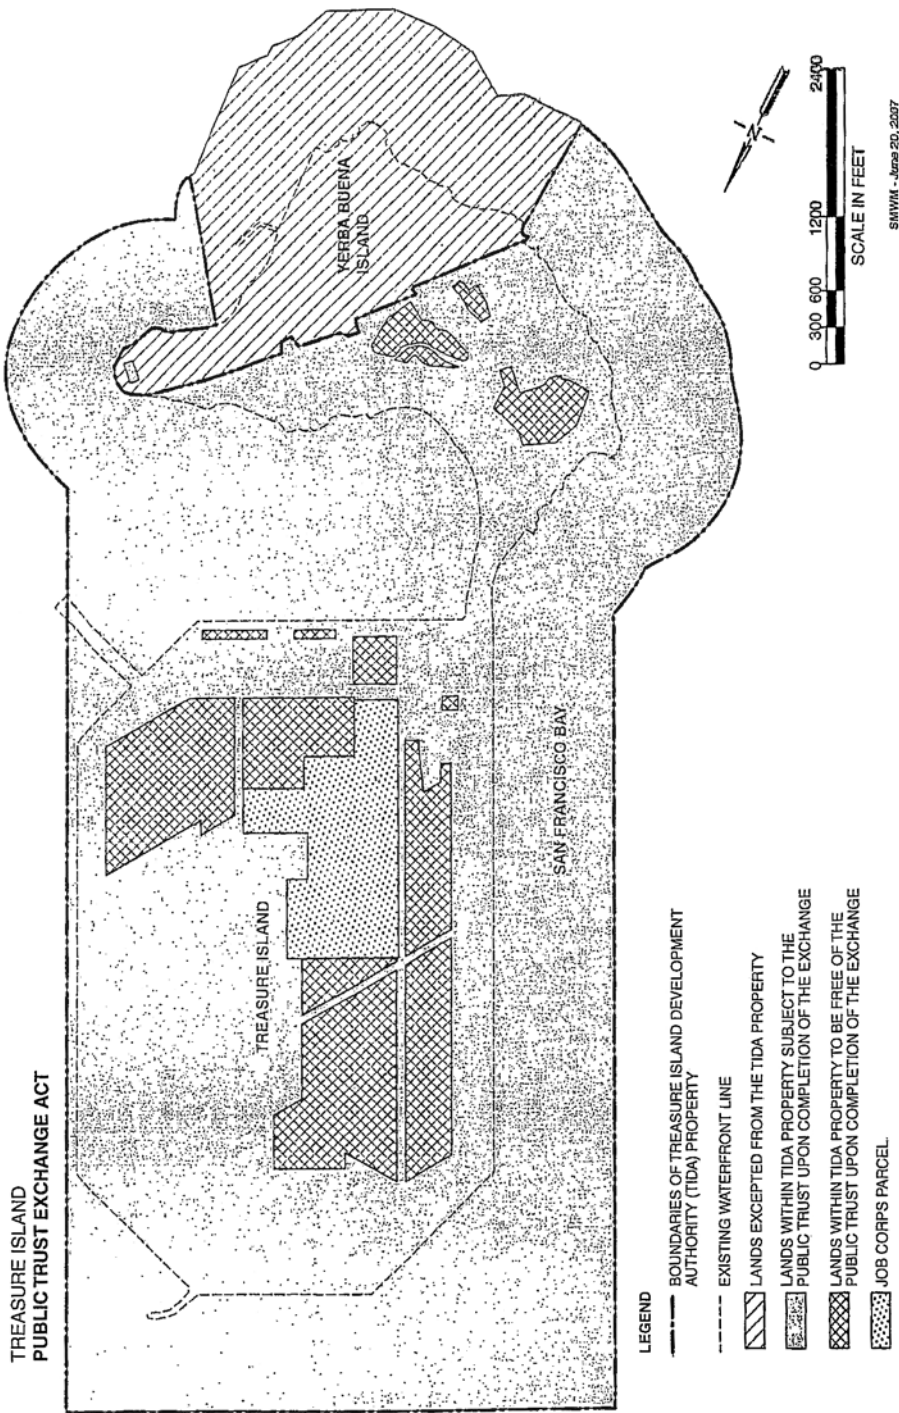 TREASURE ISLAND
PUBLIC TRUST EXCHANGE ACT
YERBA BUENA
ISLAND
TREASURE ISLAND
SAN FRANCISCO BAY
N
0 300 600 1200 2400
SCALE IN FEET
SMWM - June 20, 2007
LEGEND
BOUNDARIES OF TREASURE ISLAND DEVELOPMENT
AUTHORITY (TIDA) PROPERTY
EXISTING WATERFRONT LINE
LANDS EXCEPTED FROM THE TIDA PROPERTY
LANDS WITHIN TIDA PROPERTY SUBJECT TO THE
PUBLIC TRUST UPON COMPLETION OF THE EXCHANGE
LANDS WITHIN TIDA PROPERTY TO BE FREE OF THE
PUBLIC TRUST UPON COMPLETION OF THE EXCHANGE
JOB CORPS PARCEL